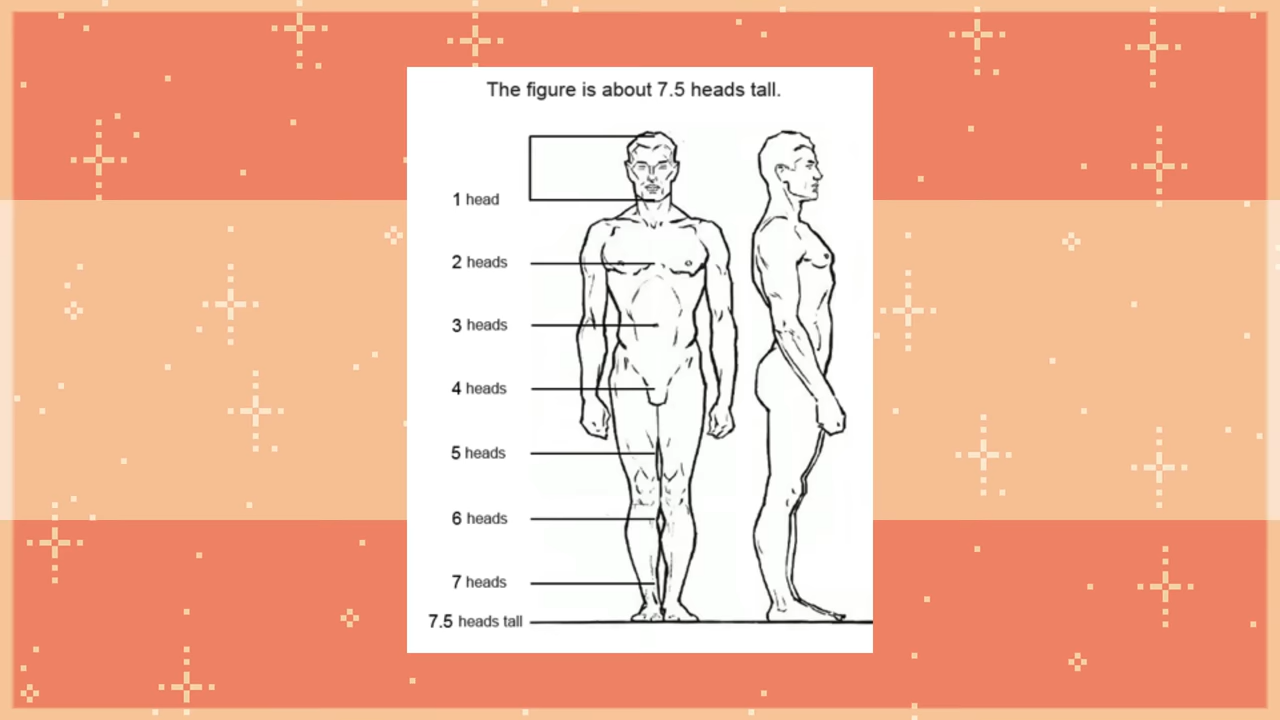 The figure is about 7.5 heads tall.
1 head
2 heads
3 heads
4 heads
5 heads
6 heads
7 heads
7.5 heads tall